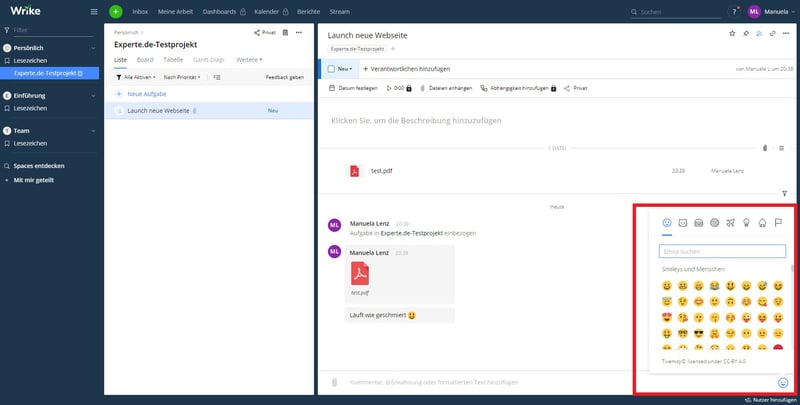 Wrike
Inbox Meine Arbeit Dashboards Kalender Berichte Stream
Suchen
? ML Manuela
Filter
Persönlich
Lesezeichen
Experte.de-Testprojekt
Einführung
Lesezeichen
T Team
Lesezeichen
Spaces entdecken
+ Mit mir geteilt
Persönlich
Privat
Experte.de-Testprojekt
Liste Board Tabelle Gantt-Diagr Weitere
Alle Aktiven Nach Priorität Feedback geben
Neue Aufgabe
Launch neue Webseite Neu
Launch neue Webseite
Experte.de-Testprojekt +
Neu + Verantwortlichen hinzufügen
von Manuela L. um 20:38
Datum festlegen 0:00 Dateien anhängen Abhängigkeit hinzufügen Privat
Klicken Sie, um die Beschreibung hinzuzufügen
1 DATEI
test.pdf 20:39 Manuela Lenz
Heute
ML Manuela Lenz 20:39
Aufgabe in Experte.de-Testprojekt einbezogen
ML Manuela Lenz 20:39
test.pdf
Läuft wie geschmiert
Emoji suchen
Smileys und Menschen
Twemoji© licensed under CC-BY 4.0
Kommentar, @Erwähnung oder formatierten Text hinzufügen
Nutzer hinzufügen